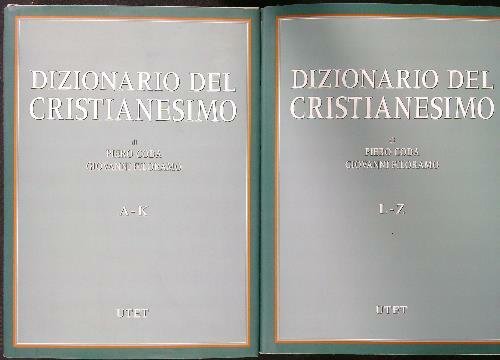 DIZIONARIO DEL
CRISTIANESIMO
di
PIERO CODA
GIOVANNI FILORAMO
A-K
UTET
DIZIONARIO DEL
CRISTIANESIMO
di
PIERO CODA
GIOVANNI FILORAMO
L-Z
UTET